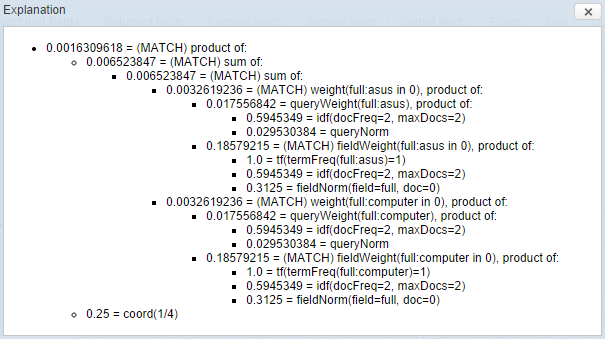 Explanation
0.0016309618 = (MATCH) product of:
0.006523847 = (MATCH) sum of:
0.006523847 = (MATCH) sum of:
0.0032619236 = (MATCH) weight(full:asus in 0), product of:
0.017556842 = queryWeight(full:asus), product of:
0.5945349 = idf(docFreq=2, maxDocs=2)
0.029530384 = queryNorm
0.18579215 = (MATCH) fieldWeight(full:asus in 0), product of:
1.0 = tf(termFreq(full:asus)=1)
0.5945349 = idf(docFreq=2, maxDocs=2)
0.3125 = fieldNorm(field=full, doc=0)
0.0032619236 = (MATCH) weight(full:computer in 0), product of:
0.017556842 = queryWeight(full:computer), product of:
0.5945349 = idf(docFreq=2, maxDocs=2)
0.029530384 = queryNorm
0.18579215 = (MATCH) fieldWeight(full:computer in 0), product of:
1.0 = tf(termFreq(full:computer)=1)
0.5945349 = idf(docFreq=2, maxDocs=2)
0.3125 = fieldNorm(field=full, doc=0)
0.25 = coord(1/4)